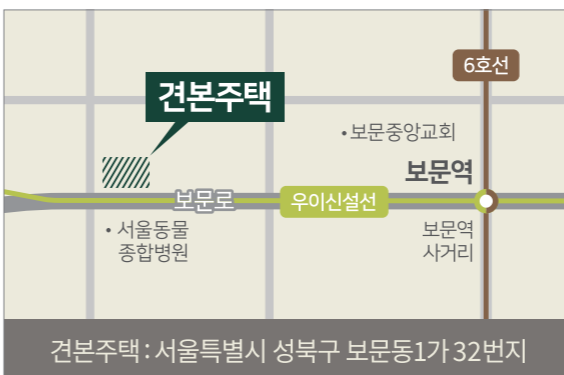 6호선
견본주택
•보문중앙교회
보문역
보문로
우이신설선
• 서울동물
종합병원
보문역
사거리
견본주택 : 서울특별시 성북구 보문동1가 32번지